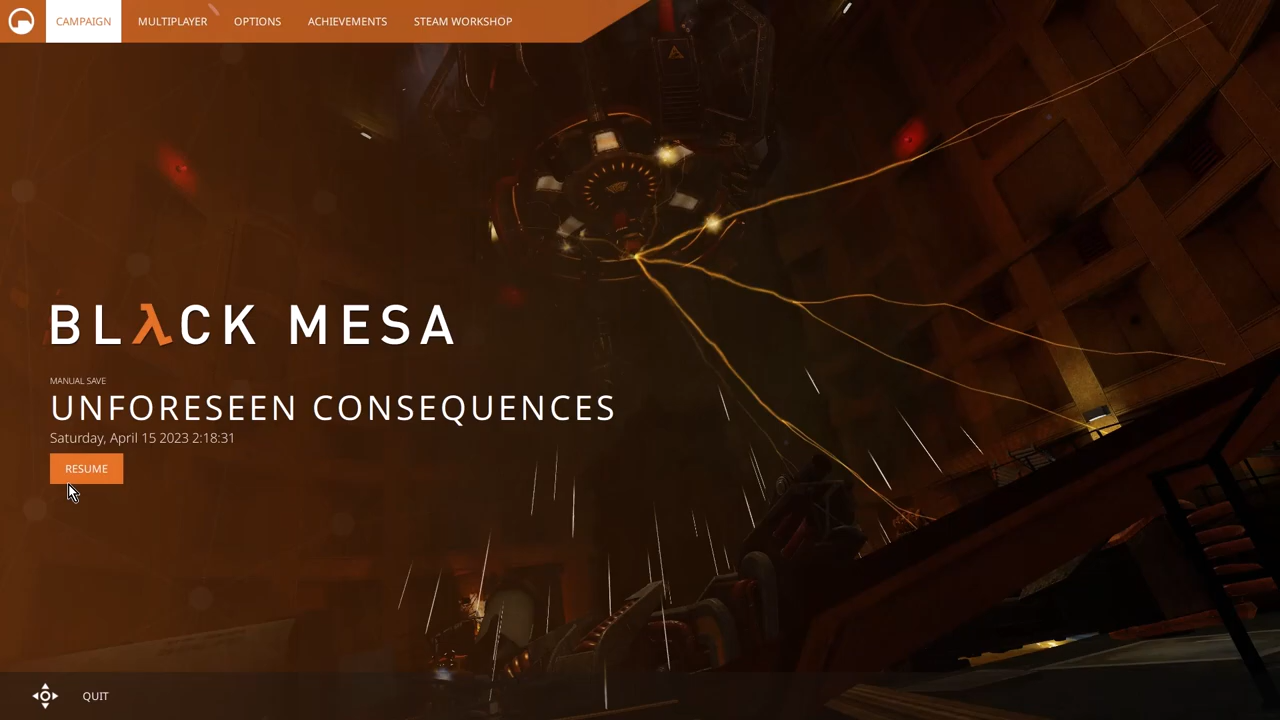 CAMPAIGN MULTIPLAYER OPTIONS ACHIEVEMENTS STEAM WORKSHOP
BLλCK MESA
MANUAL SAVE
UNFORESEEN CONSEQUENCES
Saturday, April 15 2023 2:18:31
RESUME
QUIT